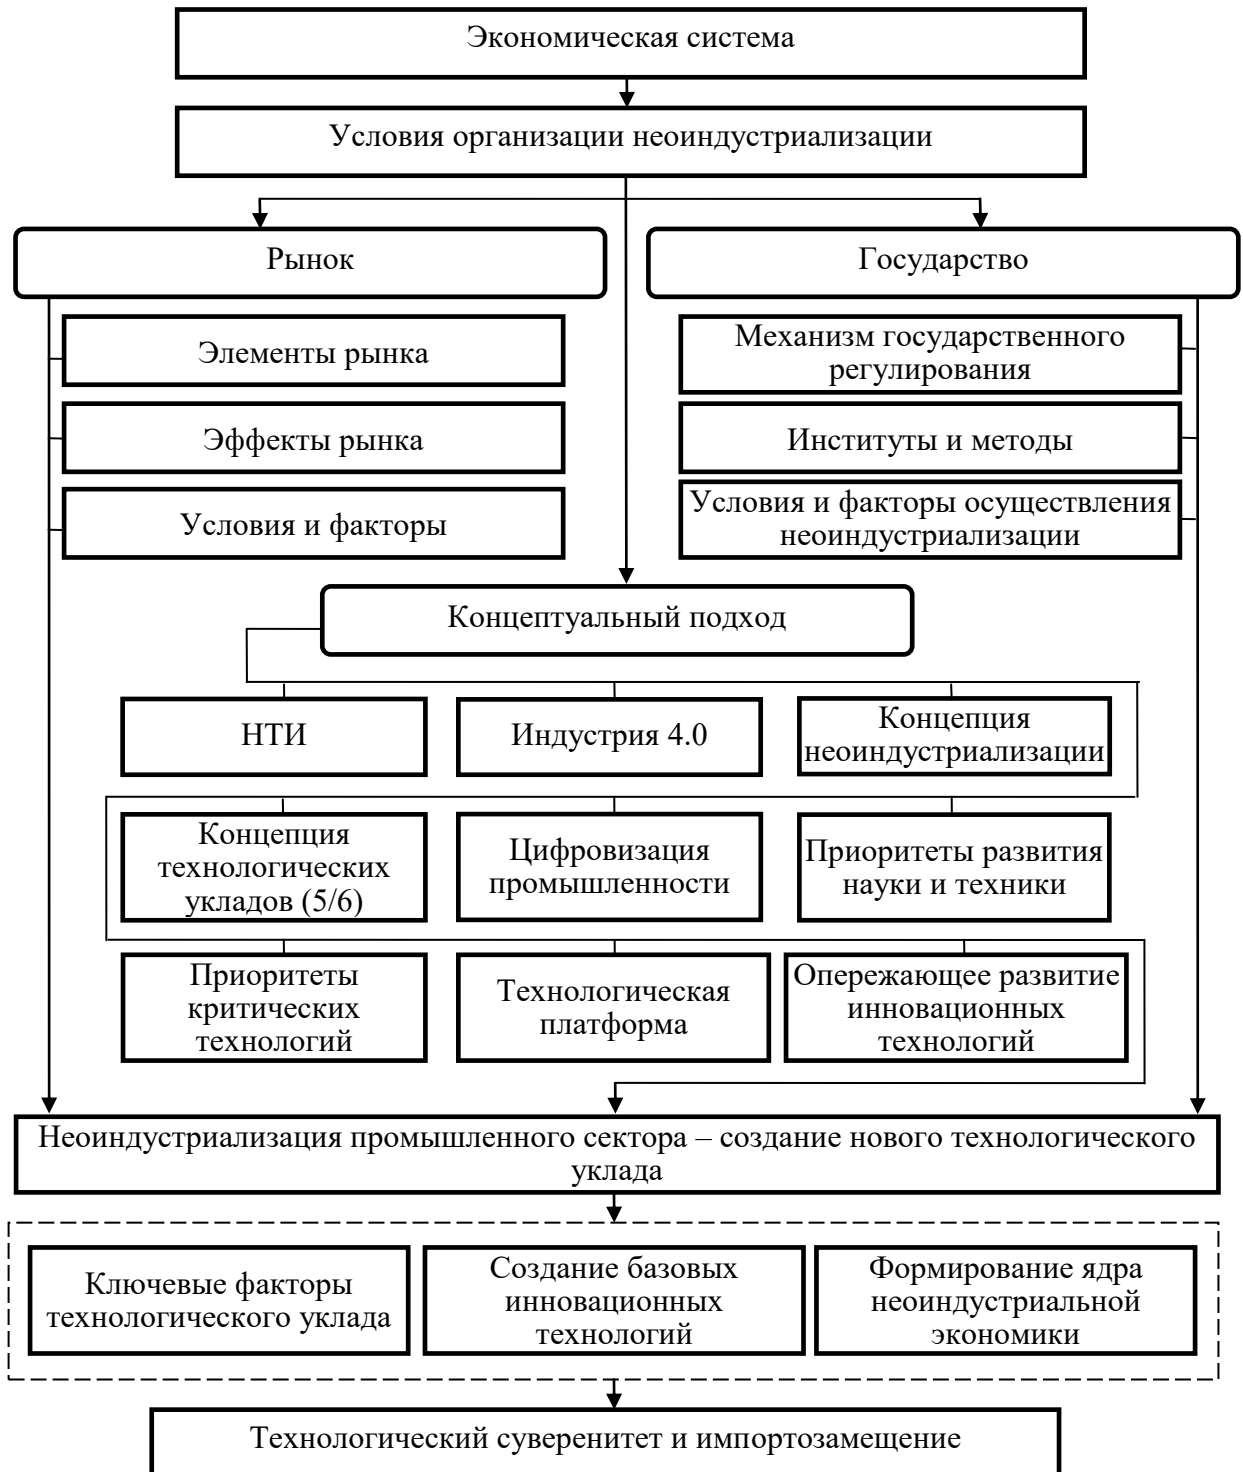 Экономическая система
Условия организации неоиндустриализации
Рынок
Государство
Элементы рынка
Эффекты рынка
Условия и факторы
Механизм государственного
регулирования
Институты и методы
Условия и факторы осуществления
неоиндустриализации
Концептуальный подход
НТИ
Индустрия 4.0
Концепция
неоиндустриализации
Концепция
технологических
укладов (5/6)
Цифровизация
промышленности
Приоритеты развития
науки и техники
Приоритеты
критических
технологий
Технологическая
платформа
Опережающее развитие
инновационных
технологий
Неоиндустриализация промышленного сектора – создание нового технологического
уклада
Ключевые факторы
технологического уклада
Создание базовых
инновационных
технологий
Формирование ядра
неоиндустриальной
экономики
Технологический суверенитет и импортозамещение